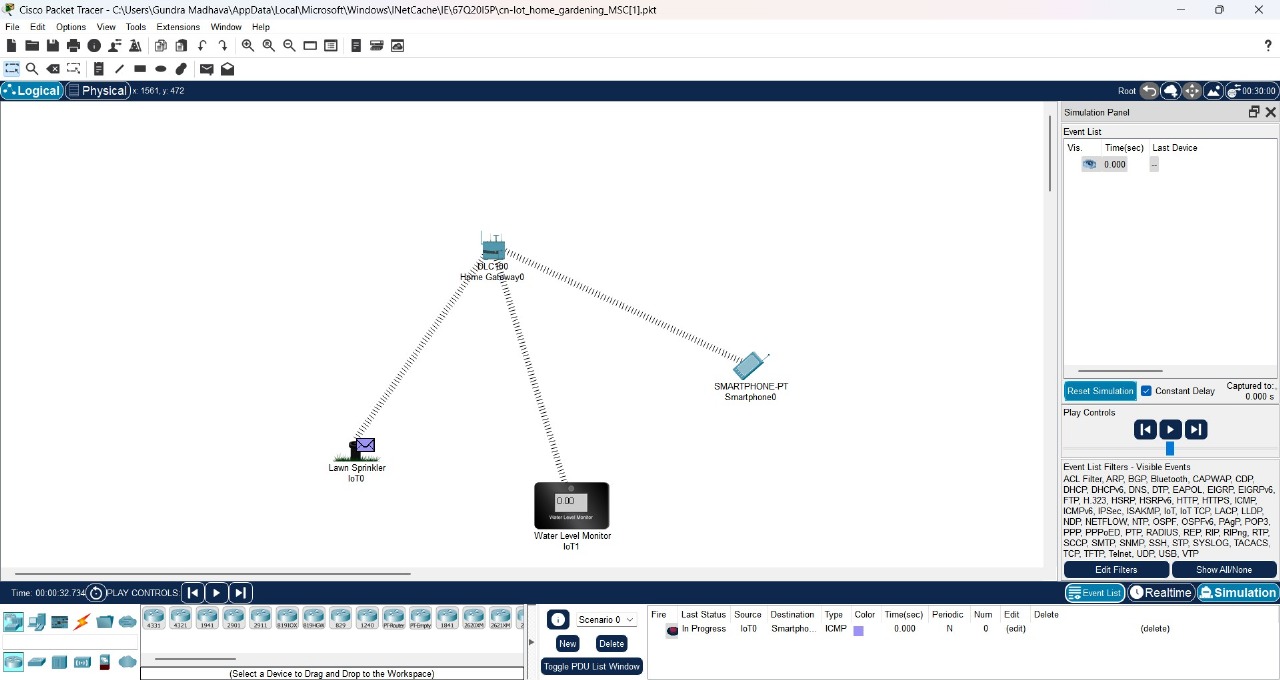 Cisco Packet Tracer - C:\Users\Gundra Madhava\AppData\Local\Microsoft\Windows\INetCache\IE\67Q20I5P\cn-Iot_home_gardening_MSC[1].pkt
File Edit Options View Tools Extensions Window Help
?
Logical Physical x: 1561, y: 472 Root 00:30:00
Simulation Panel
Event List
Vis. Time(sec) Last Device
0.000 --
DLC100
Home Gateway0
SMARTPHONE-PT
Smartphone0
Lawn Sprinkler
IoT0
0.00
Water Level Monitor
Water Level Monitor
IoT1
Reset Simulation Constant Delay Captured to:
0.000 s
Play Controls
Event List Filters - Visible Events
ACL Filter, ARP, BGP, Bluetooth, CAPWAP, CDP,
DHCP, DHCPv6, DNS, DTP, EAPOL, EIGRP, EIGRPv6,
FTP, H.323, HSRP, HSRPv6, HTTP, HTTPS, ICMP,
ICMPv6, IPSec, ISAKMP, IoT, IoT TCP, LACP, LLDP,
NDP, NETFLOW, NTP, OSPF, OSPFv6, PAgP, POP3,
PPP, PPPoED, PTP, RADIUS, REP, RIP, RIPng, RTP,
SCCP, SMTP, SNMP, SSH, STP, SYSLOG, TACACS,
TCP, TFTP, Telnet, UDP, USB, VTP
Edit Filters Show All/None
Time: 00:00:32.734 PLAY CONTROLS: Event List Realtime Simulation
4331 4321 1941 2901 2911 819IOX 819HGW 829 1240 PT-Router PT-Empty 1841 2620XM 2621XM
(Select a Device to Drag and Drop to the Workspace)
Scenario 0
New Delete
Toggle PDU List Window
Fire Last Status Source Destination Type Color Time(sec) Periodic Num Edit Delete
In Progress IoT0 Smartpho... ICMP 0.000 N 0 (edit) (delete)